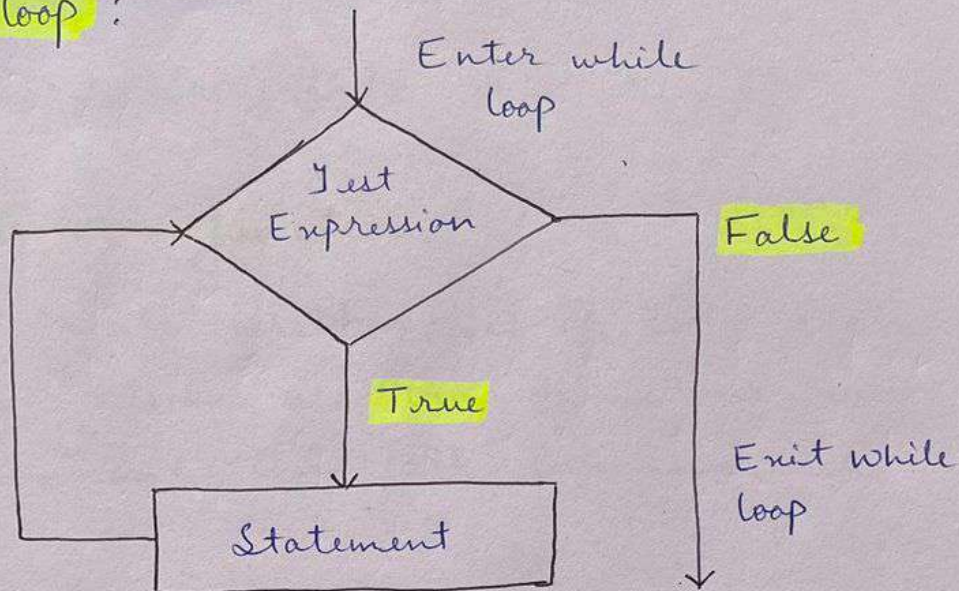 loop :
Enter while
loop
Test
Expression
False
True
Exit while
loop
Statement